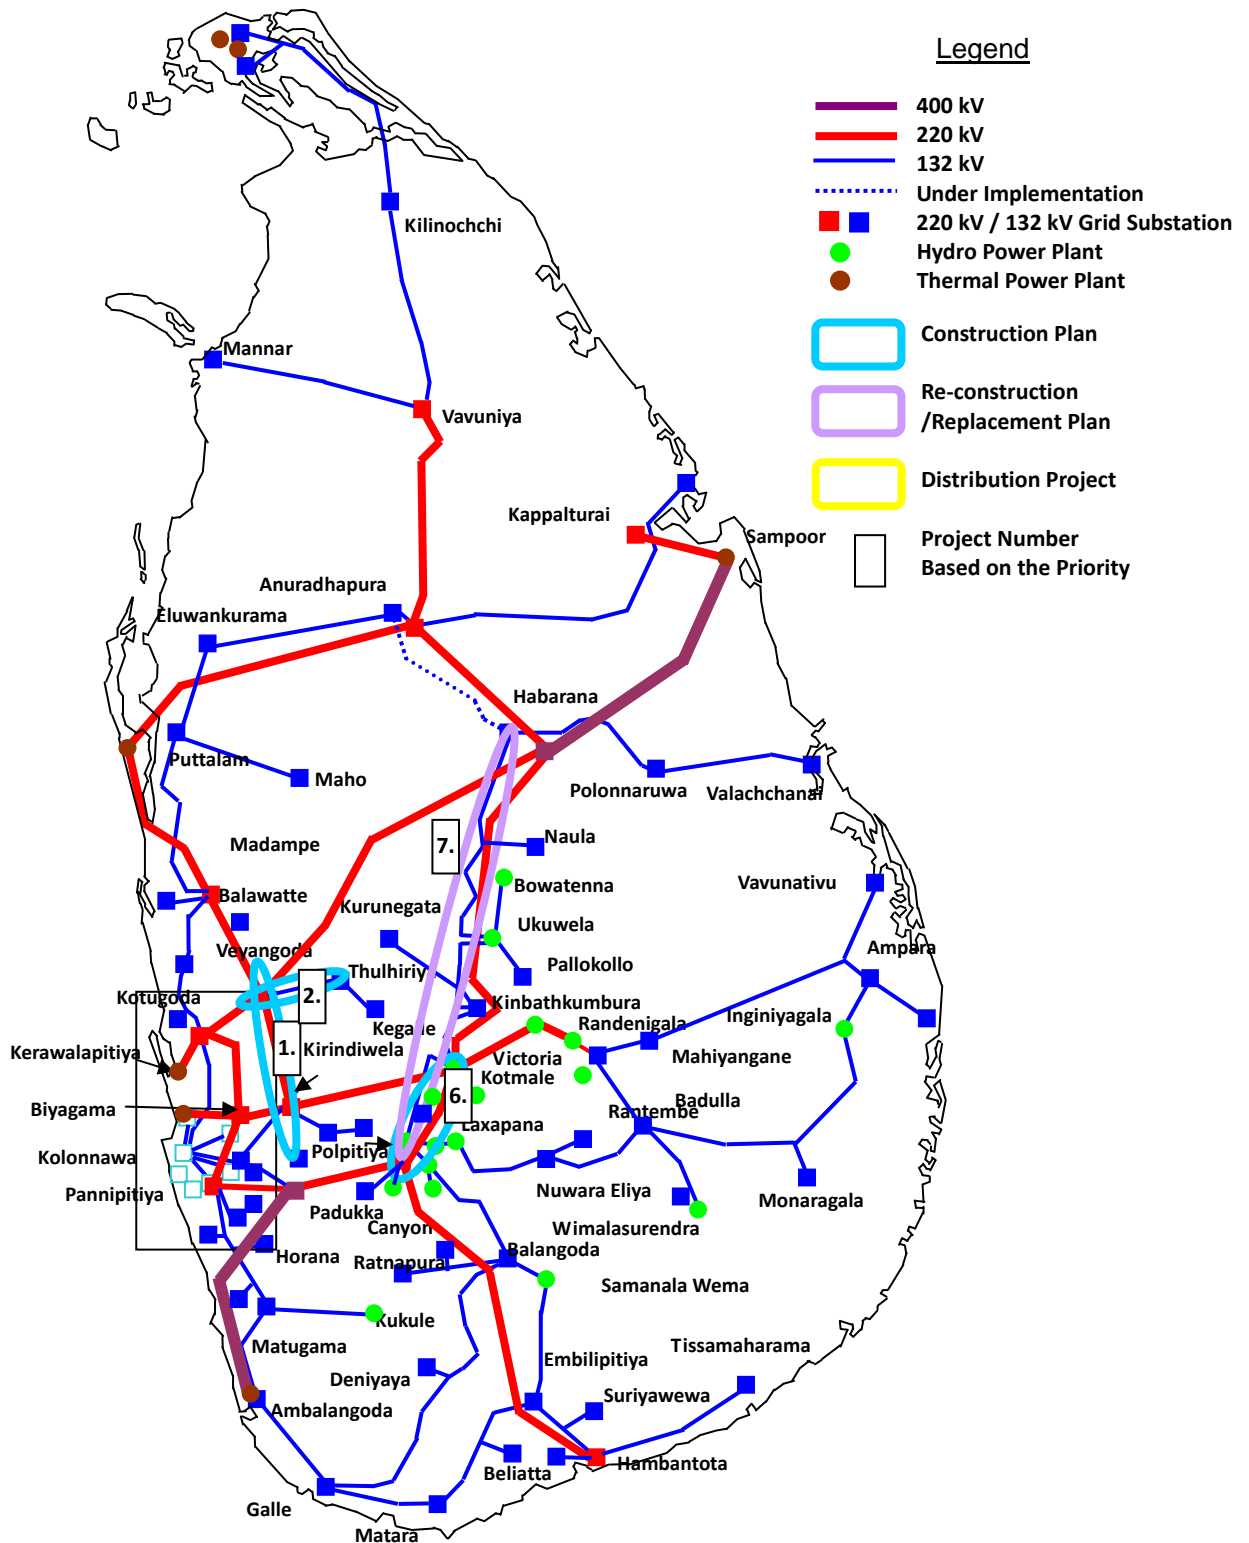 Legend
400 kV
220 kV
132 kV
Under Implementation
220 kV / 132 kV Grid Substation
Hydro Power Plant
Thermal Power Plant
Construction Plan
Re-construction
/Replacement Plan
Distribution Project
Project Number
Based on the Priority
Kilinochchi
Mannar
Vavuniya
Kappalturai
Sampoor
Anuradhapura
Eluwankurama
Habarana
Puttalam
Maho
Polonnaruwa
Valachchanai
Madampe
7.
Naula
Balawatte
Bowatenna
Vavunativu
Kurunegata
Ukuwela
Veyangoda
Ampara
Thulhiriy
Pallokollo
Kotugoda
2.
Kinbathkumbura
Kegalle
Randenigala
Inginiyagala
Kerawalapitiya
1.
Kirindiwela
Victoria
Mahiyangane
Kotmale
6.
Biyagama
Badulla
Rantembe
Laxapana
Kolonnawa
Polpitiya
Pannipitiya
Nuwara Eliya
Monaragala
Padukka
Canyon
Wimalasurendra
Horana
Ratnapura
Balangoda
Samanala Wema
Kukule
Matugama
Tissamaharama
Deniyaya
Embilipitiya
Suriyawewa
Ambalangoda
Beliatta
Hambantota
Galle
Matara